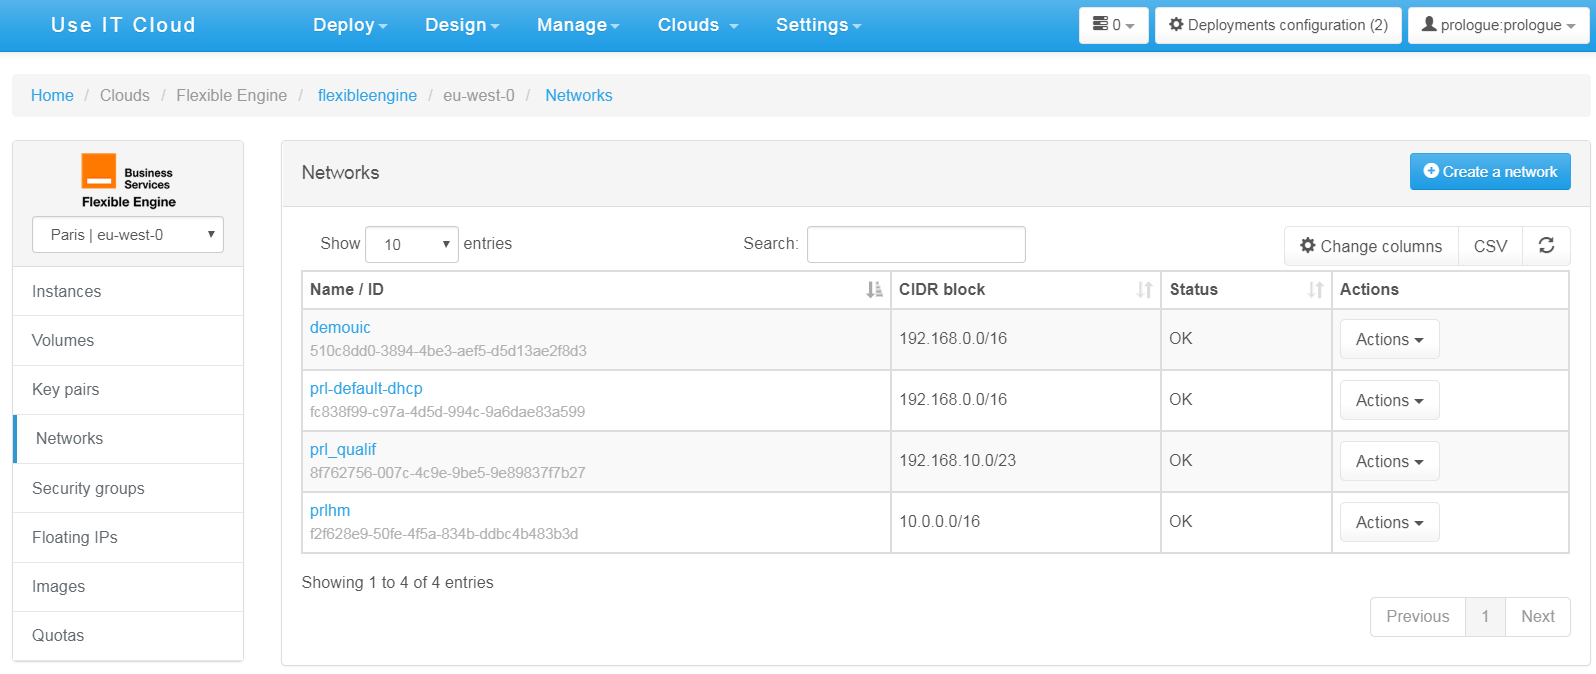 Use IT Cloud Deploy Design Manage Clouds Settings 0 Deployments configuration (2) prologue:prologue
Home / Clouds / Flexible Engine / flexibleengine / eu-west-0 / Networks
Business
Services
Flexible Engine
Paris | eu-west-0
Instances
Volumes
Key pairs
Networks
Security groups
Floating IPs
Images
Quotas
Networks Create a network
Show 10 entries Search: Change columns CSV
Name / ID CIDR block Status Actions
demouic
510c8dd0-3894-4be3-aef5-d5d13ae2f8d3
192.168.0.0/16 OK Actions
prl-default-dhcp
fc838f99-c97a-4d5d-994c-9a6dae83a599
192.168.0.0/16 OK Actions
prl_qualif
8f762756-007c-4c9e-9be5-9e89837f7b27
192.168.10.0/23 OK Actions
prlhm
f2f628e9-50fe-4f5a-834b-ddbc4b483b3d
10.0.0.0/16 OK Actions
Showing 1 to 4 of 4 entries
Previous 1 Next